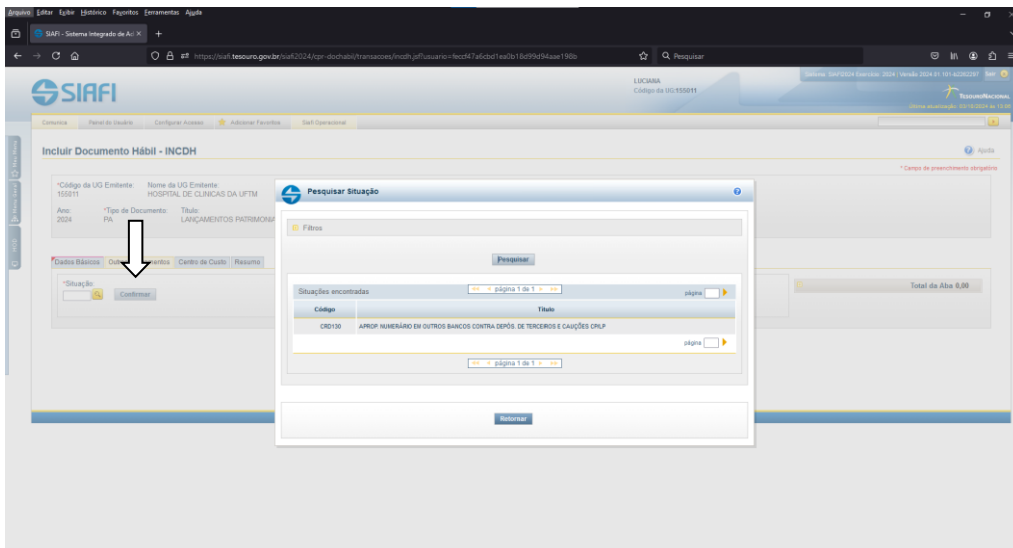 Arquivo Editar Exibir Histórico Favoritos Ferramentas Ajuda
SIAFI - Sistema Integrado de Ad
https://siafi.tesouro.gov.br/siafi2024/cpr-dochabil/transacoes/incdh.jsf?usuario=
Pesquisar
SIAFI
LUCIANA
Código da UG:155011
TESOURONACIONAL
Comunica Painel do Usuário Configurar Acesso Adicionar Favoritos Siafi Operacional
Incluir Documento Hábil - INCDH
Ajuda
* Campo de preenchimento obrigatório
*Código da UG Emitente: Nome da UG Emitente:
155011 HOSPITAL DE CLINICAS DA UFTM
Ano: *Tipo de Documento: Título:
2024 PA LANÇAMENTOS PATRIMONIA
Dados Básicos Centro de Custo Resumo
*Situação:
Confirmar
Total da Aba 0,00
Pesquisar Situação
Filtros
Pesquisar
Situações encontradas
página 1 de 1
página
Código Título
CRD130 APROP. NUMERÁRIO EM OUTROS BANCOS CONTRA DEPÓS. DE TERCEIROS E CAUÇÕES CP/LP
página
página 1 de 1
Retornar